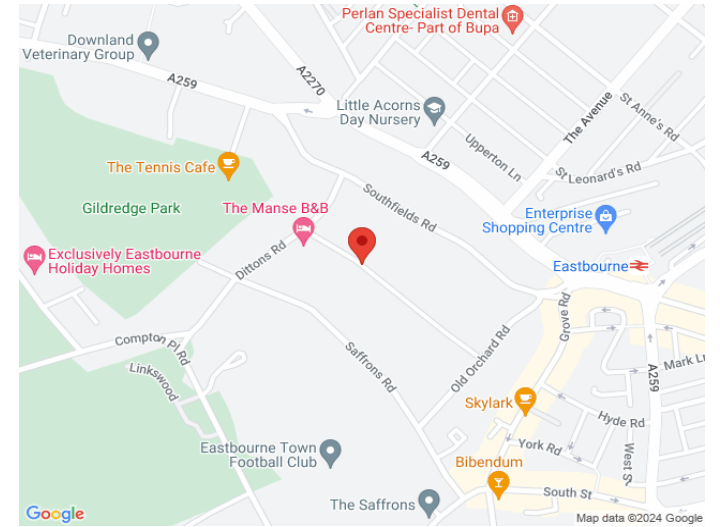 Perlan Specialist Dental
Centre- Part of Bupa
Downland
Veterinary Group
A259
A2270
Little Acorns
Day Nursery
The Avenue
St Anne's Rd
A259
Upperton Ln
St Leonard's Rd
The Tennis Cafe
Southfields Rd
Gildredge Park
The Manse B&B
Enterprise
Shopping Centre
Exclusively Eastbourne
Holiday Homes
Dittons Rd
Eastbourne
Grove Rd
Compton Pl Rd
Linkswood
Saffrons Rd
Old Orchard Rd
A259
Mark Ln
Skylark
Hyde Rd
Eastbourne Town
Football Club
York Rd
West St
Bibendum
The Saffrons
South St
Google
Map data ©2024 Google